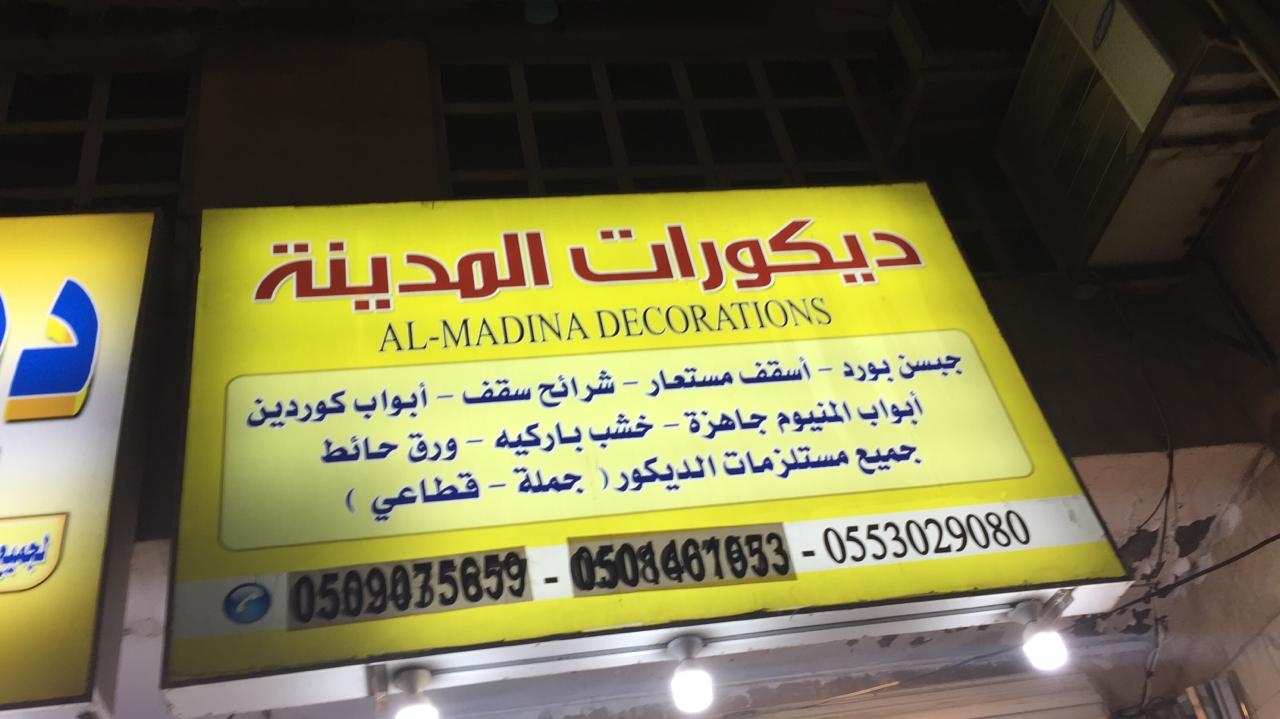 ديكورات المدينة
AL-MADINA DECORATIONS
جبسن بورد - أسقف مستعار - شرائح سقف - أبواب كوردين
أبواب المنيوم جاهزة - خشب باركيه - ورق حائط
جميع مستلزمات الديكور ( جملة - قطاعي )
0553029080